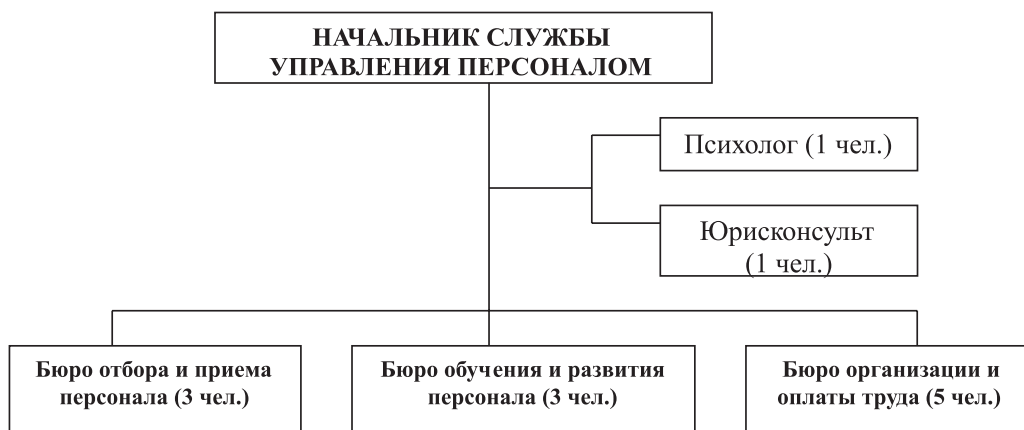 НАЧАЛЬНИК СЛУЖБЫ
УПРАВЛЕНИЯ ПЕРСОНАЛОМ
Психолог (1 чел.)
Юрисконсульт
(1 чел.)
Бюро отбора и приема
персонала (3 чел.)
Бюро обучения и развития
персонала (3 чел.)
Бюро организации и
оплаты труда (5 чел.)